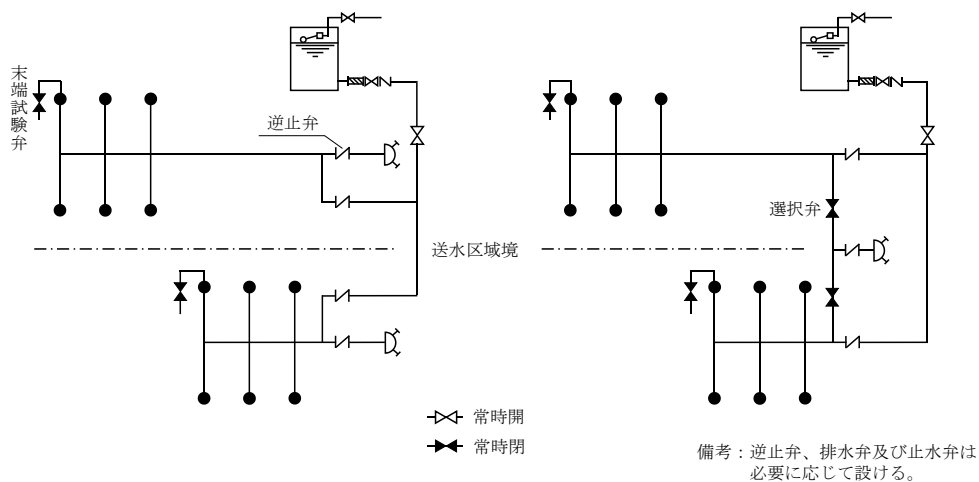 末端試験弁
逆止弁
選択弁
送水区域境
常時開
常時閉
備考：逆止弁、排水弁及び止水弁は
必要に応じて設ける。